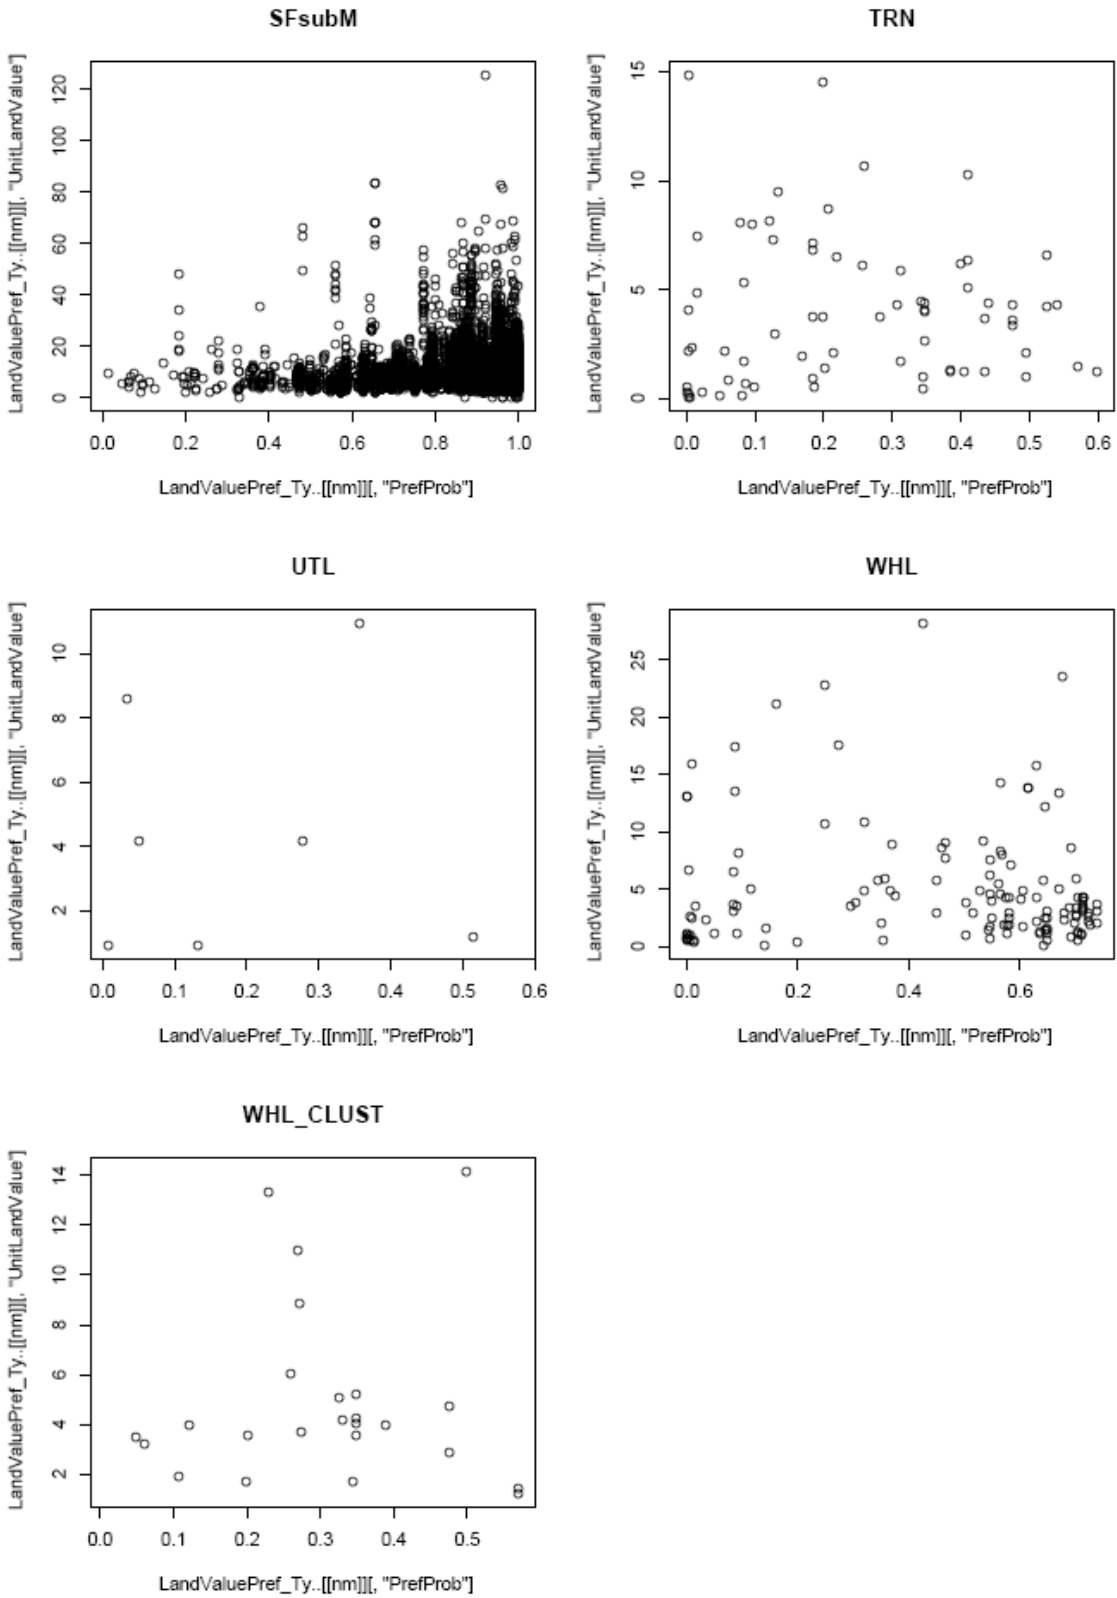 SFsubM
LandValuePref_Ty..[[nm]][, "UnitLandValue"]
0 20 40 60 80 100 120
0.0 0.2 0.4 0.6 0.8 1.0
LandValuePref_Ty..[[nm]][, "PrefProb"]
TRN
LandValuePref_Ty..[[nm]][, "UnitLandValue"]
0 5 10 15
0.0 0.1 0.2 0.3 0.4 0.5 0.6
LandValuePref_Ty..[[nm]][, "PrefProb"]
UTL
LandValuePref_Ty..[[nm]][, "UnitLandValue"]
2 4 6 8 10
0.0 0.1 0.2 0.3 0.4 0.5 0.6
LandValuePref_Ty..[[nm]][, "PrefProb"]
WHL
LandValuePref_Ty..[[nm]][, "UnitLandValue"]
0 5 10 15 20 25
0.0 0.2 0.4 0.6
LandValuePref_Ty..[[nm]][, "PrefProb"]
WHL_CLUST
LandValuePref_Ty..[[nm]][, "UnitLandValue"]
2 4 6 8 10 12 14
0.0 0.1 0.2 0.3 0.4 0.5
LandValuePref_Ty..[[nm]][, "PrefProb"]